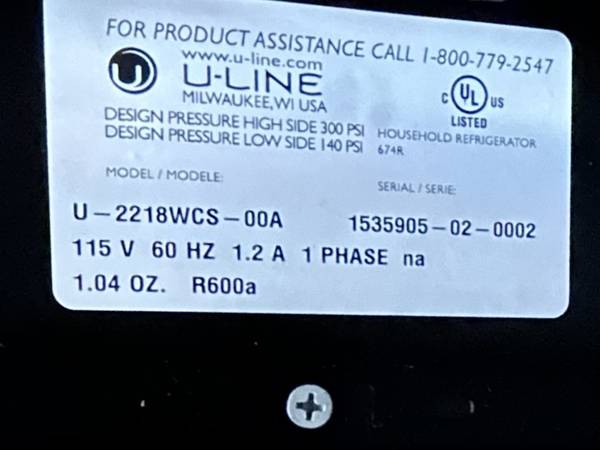 FOR PRODUCT ASSISTANCE CALL 1-800-779-2547
www.u-line.com
U U-LINE
MILWAUKEE, WI USA
C UL US
LISTED
DESIGN PRESSURE HIGH SIDE 300 PSI
DESIGN PRESSURE LOW SIDE 140 PSI
HOUSEHOLD REFRIGERATOR
674R
MODEL / MODELE:
SERIAL / SERIE:
U-2218WCS-00A
1535905-02-0002
115 V 60 HZ 1.2 A 1 PHASE na
1.04 OZ. R600a